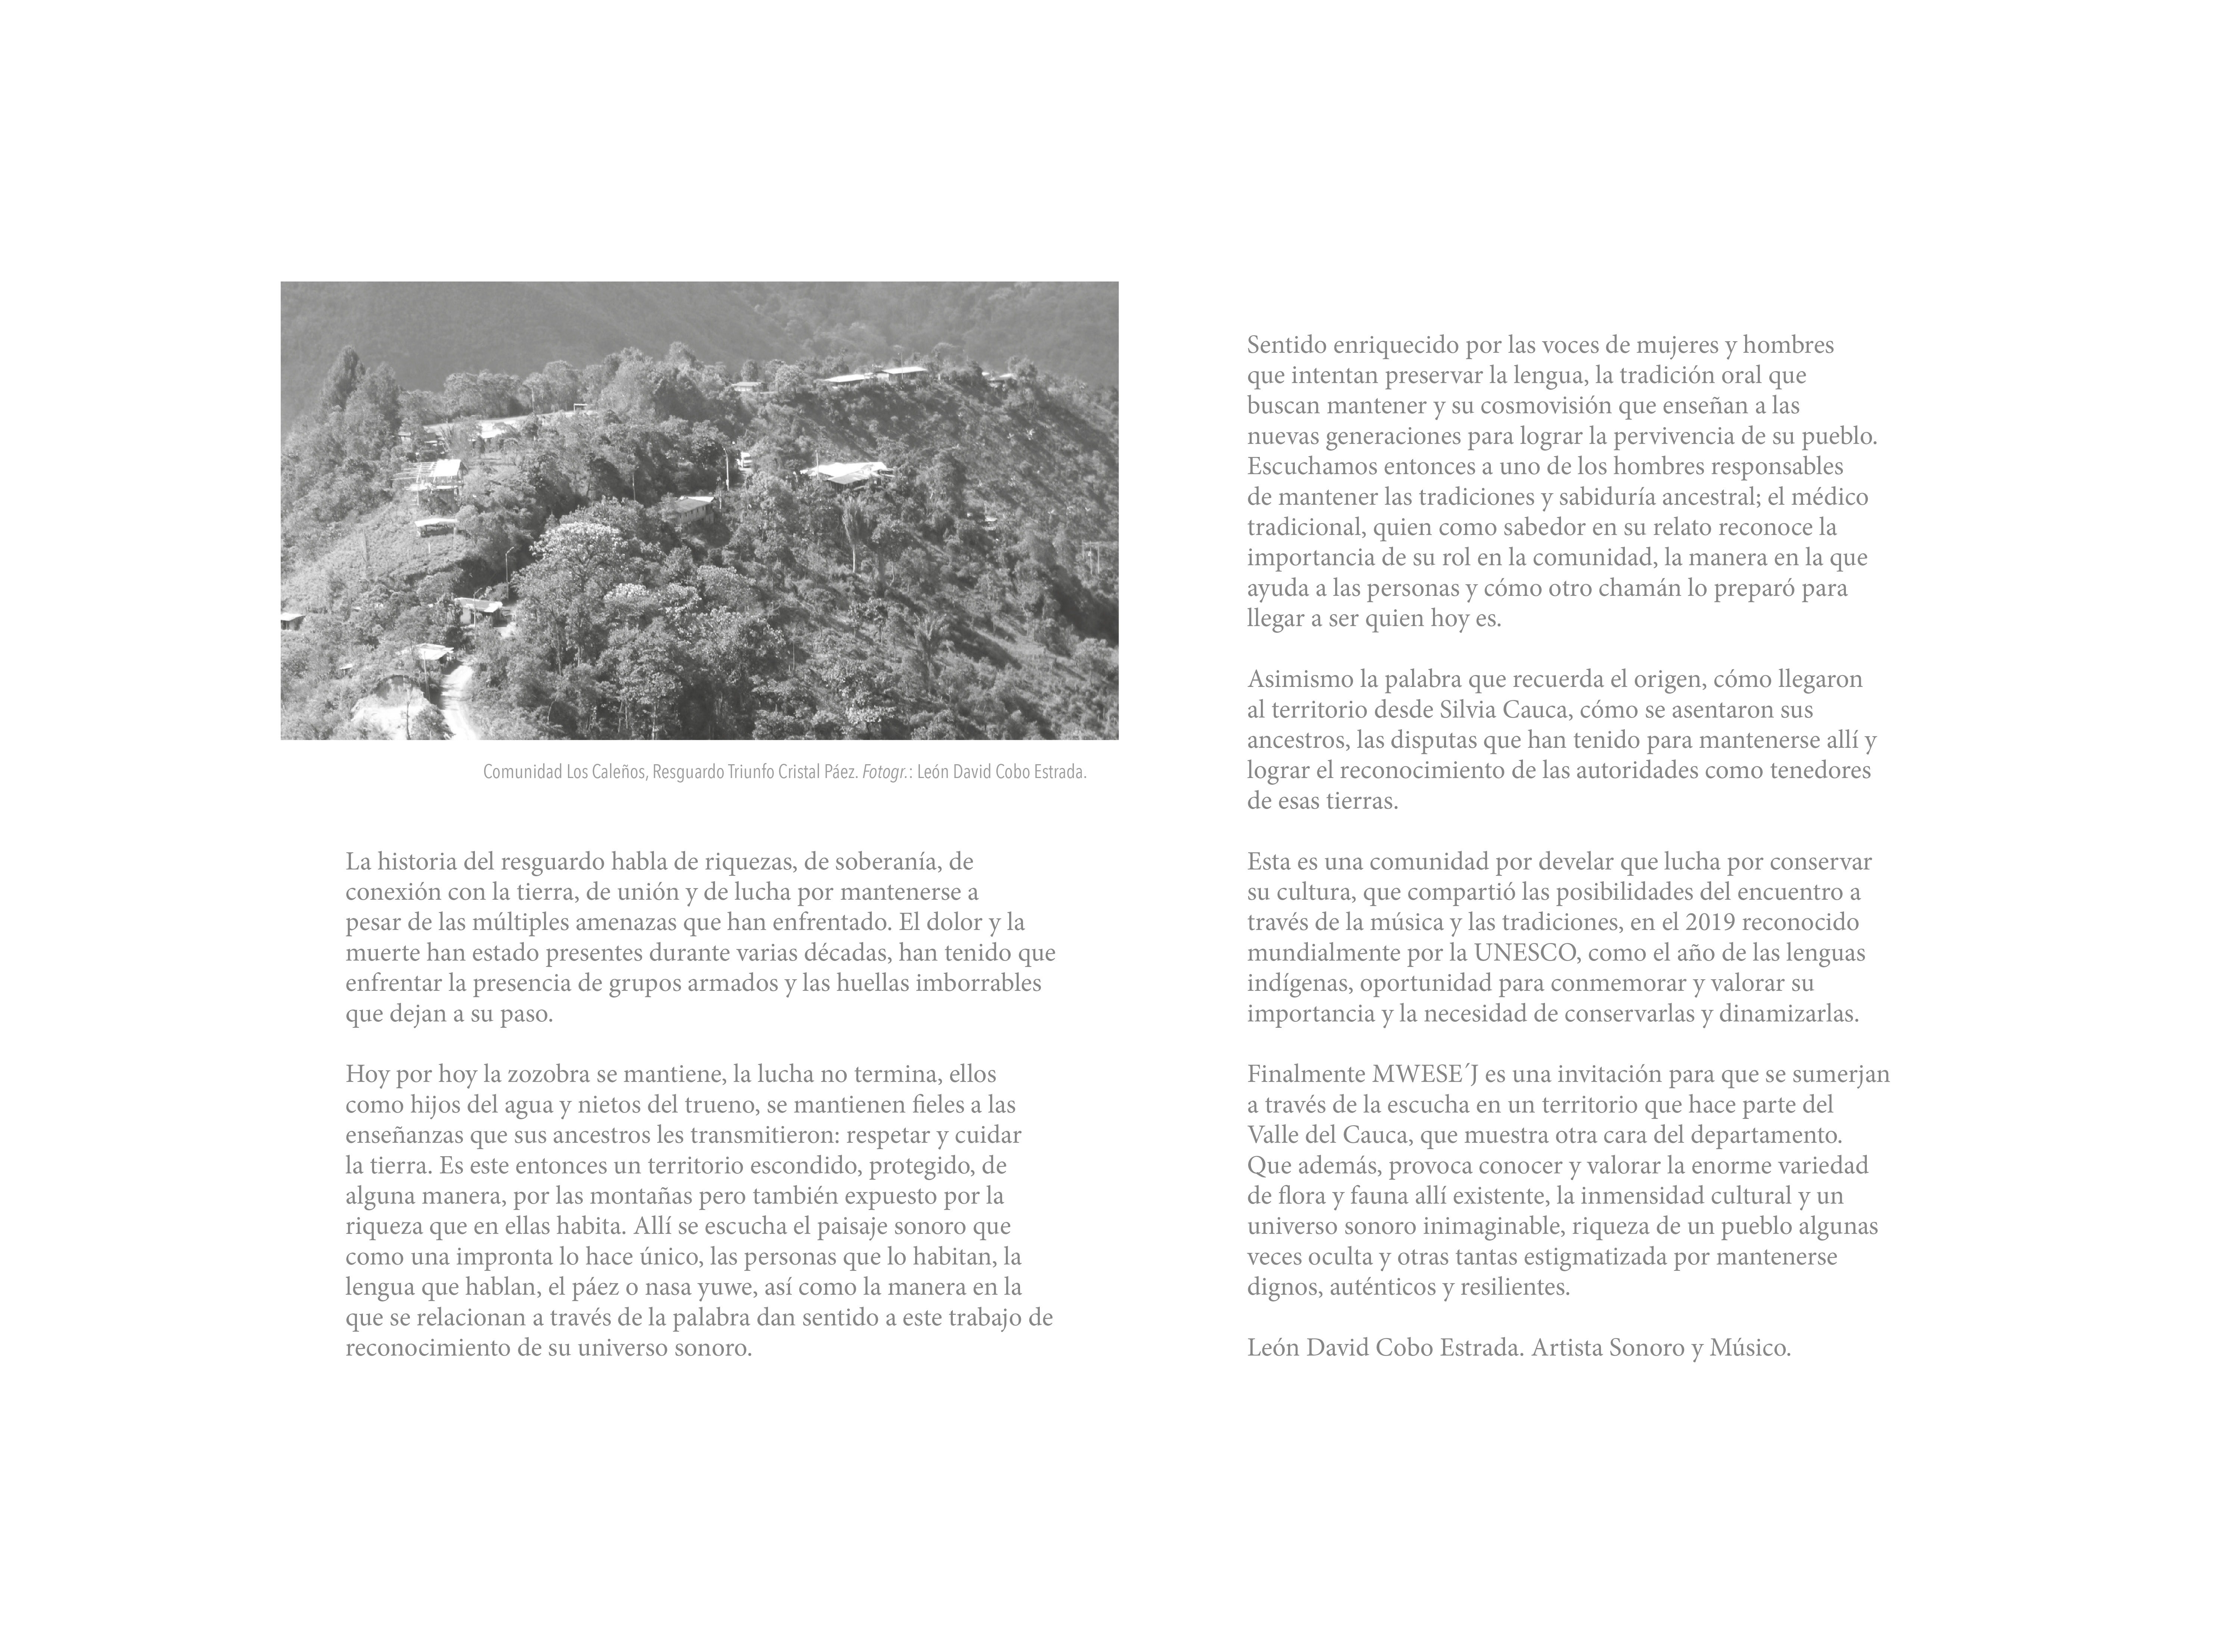 Comunidad Los Caleños, Resguardo Triunfo Cristal Páez. Fotogr.: León David Cobo Estrada.
La historia del resguardo habla de riquezas, de soberanía, de
conexión con la tierra, de unión y de lucha por mantenerse a
pesar de las múltiples amenazas que han enfrentado. El dolor y la
muerte han estado presentes durante varias décadas, han tenido que
enfrentar la presencia de grupos armados y las huellas imborrables
que dejan a su paso.
Hoy por hoy la zozobra se mantiene, la lucha no termina, ellos
como hijos del agua y nietos del trueno, se mantienen fieles a las
enseñanzas que sus ancestros les transmitieron: respetar y cuidar
la tierra. Es este entonces un territorio escondido, protegido, de
alguna manera, por las montañas pero también expuesto por la
riqueza que en ellas habita. Allí se escucha el paisaje sonoro que
como una impronta lo hace único, las personas que lo habitan, la
lengua que hablan, el páez o nasa yuwe, así como la manera en la
que se relacionan a través de la palabra dan sentido a este trabajo de
reconocimiento de su universo sonoro.
Sentido enriquecido por las voces de mujeres y hombres
que intentan preservar la lengua, la tradición oral que
buscan mantener y su cosmovisión que enseñan a las
nuevas generaciones para lograr la pervivencia de su pueblo.
Escuchamos entonces a uno de los hombres responsables
de mantener las tradiciones y sabiduría ancestral; el médico
tradicional, quien como sabedor en su relato reconoce la
importancia de su rol en la comunidad, la manera en la que
ayuda a las personas y cómo otro chamán lo preparó para
llegar a ser quien hoy es.
Asimismo la palabra que recuerda el origen, cómo llegaron
al territorio desde Silvia Cauca, cómo se asentaron sus
ancestros, las disputas que han tenido para mantenerse allí y
lograr el reconocimiento de las autoridades como tenedores
de esas tierras.
Esta es una comunidad por develar que lucha por conservar
su cultura, que compartió las posibilidades del encuentro a
través de la música y las tradiciones, en el 2019 reconocido
mundialmente por la UNESCO, como el año de las lenguas
indígenas, oportunidad para conmemorar y valorar su
importancia y la necesidad de conservarlas y dinamizarlas.
Finalmente MWESE´J es una invitación para que se sumerjan
a través de la escucha en un territorio que hace parte del
Valle del Cauca, que muestra otra cara del departamento.
Que además, provoca conocer y valorar la enorme variedad
de flora y fauna allí existente, la inmensidad cultural y un
universo sonoro inimaginable, riqueza de un pueblo algunas
veces oculta y otras tantas estigmatizada por mantenerse
dignos, auténticos y resilientes.
León David Cobo Estrada. Artista Sonoro y Músico.